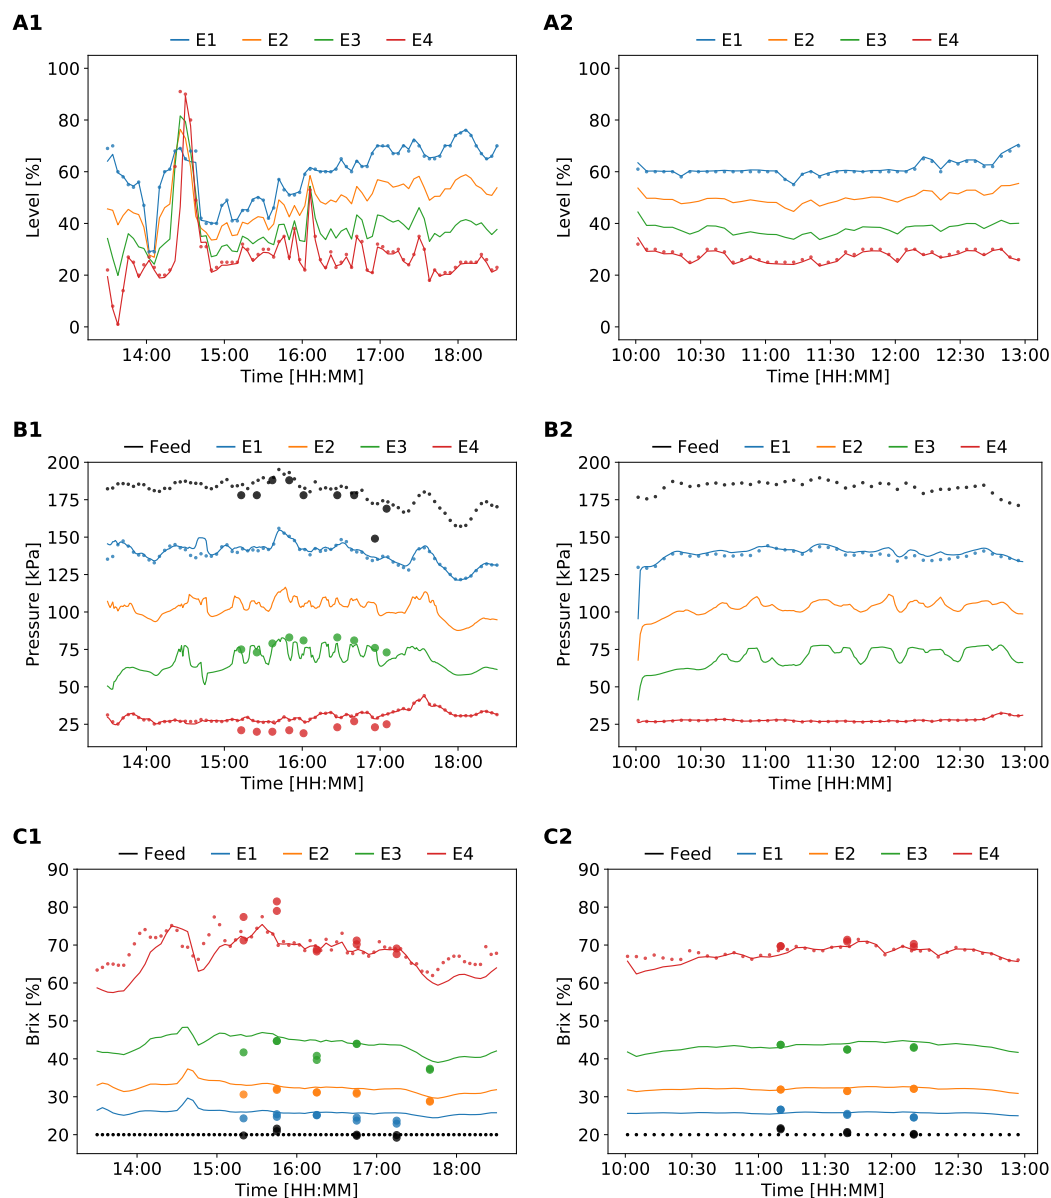 A1
E1 E2 E3 E4
100
80
60
40
20
0
Level [%]
14:00 15:00 16:00 17:00 18:00
Time [HH:MM]
A2
E1 E2 E3 E4
100
80
60
40
20
0
Level [%]
10:00 10:30 11:00 11:30 12:00 12:30 13:00
Time [HH:MM]
B1
Feed E1 E2 E3 E4
200
175
150
125
100
75
50
25
Pressure [kPa]
14:00 15:00 16:00 17:00 18:00
Time [HH:MM]
B2
Feed E1 E2 E3 E4
200
175
150
125
100
75
50
25
Pressure [kPa]
10:00 10:30 11:00 11:30 12:00 12:30 13:00
Time [HH:MM]
C1
Feed E1 E2 E3 E4
90
80
70
60
50
40
30
20
Brix [%]
14:00 15:00 16:00 17:00 18:00
Time [HH:MM]
C2
Feed E1 E2 E3 E4
90
80
70
60
50
40
30
20
Brix [%]
10:00 10:30 11:00 11:30 12:00 12:30 13:00
Time [HH:MM]